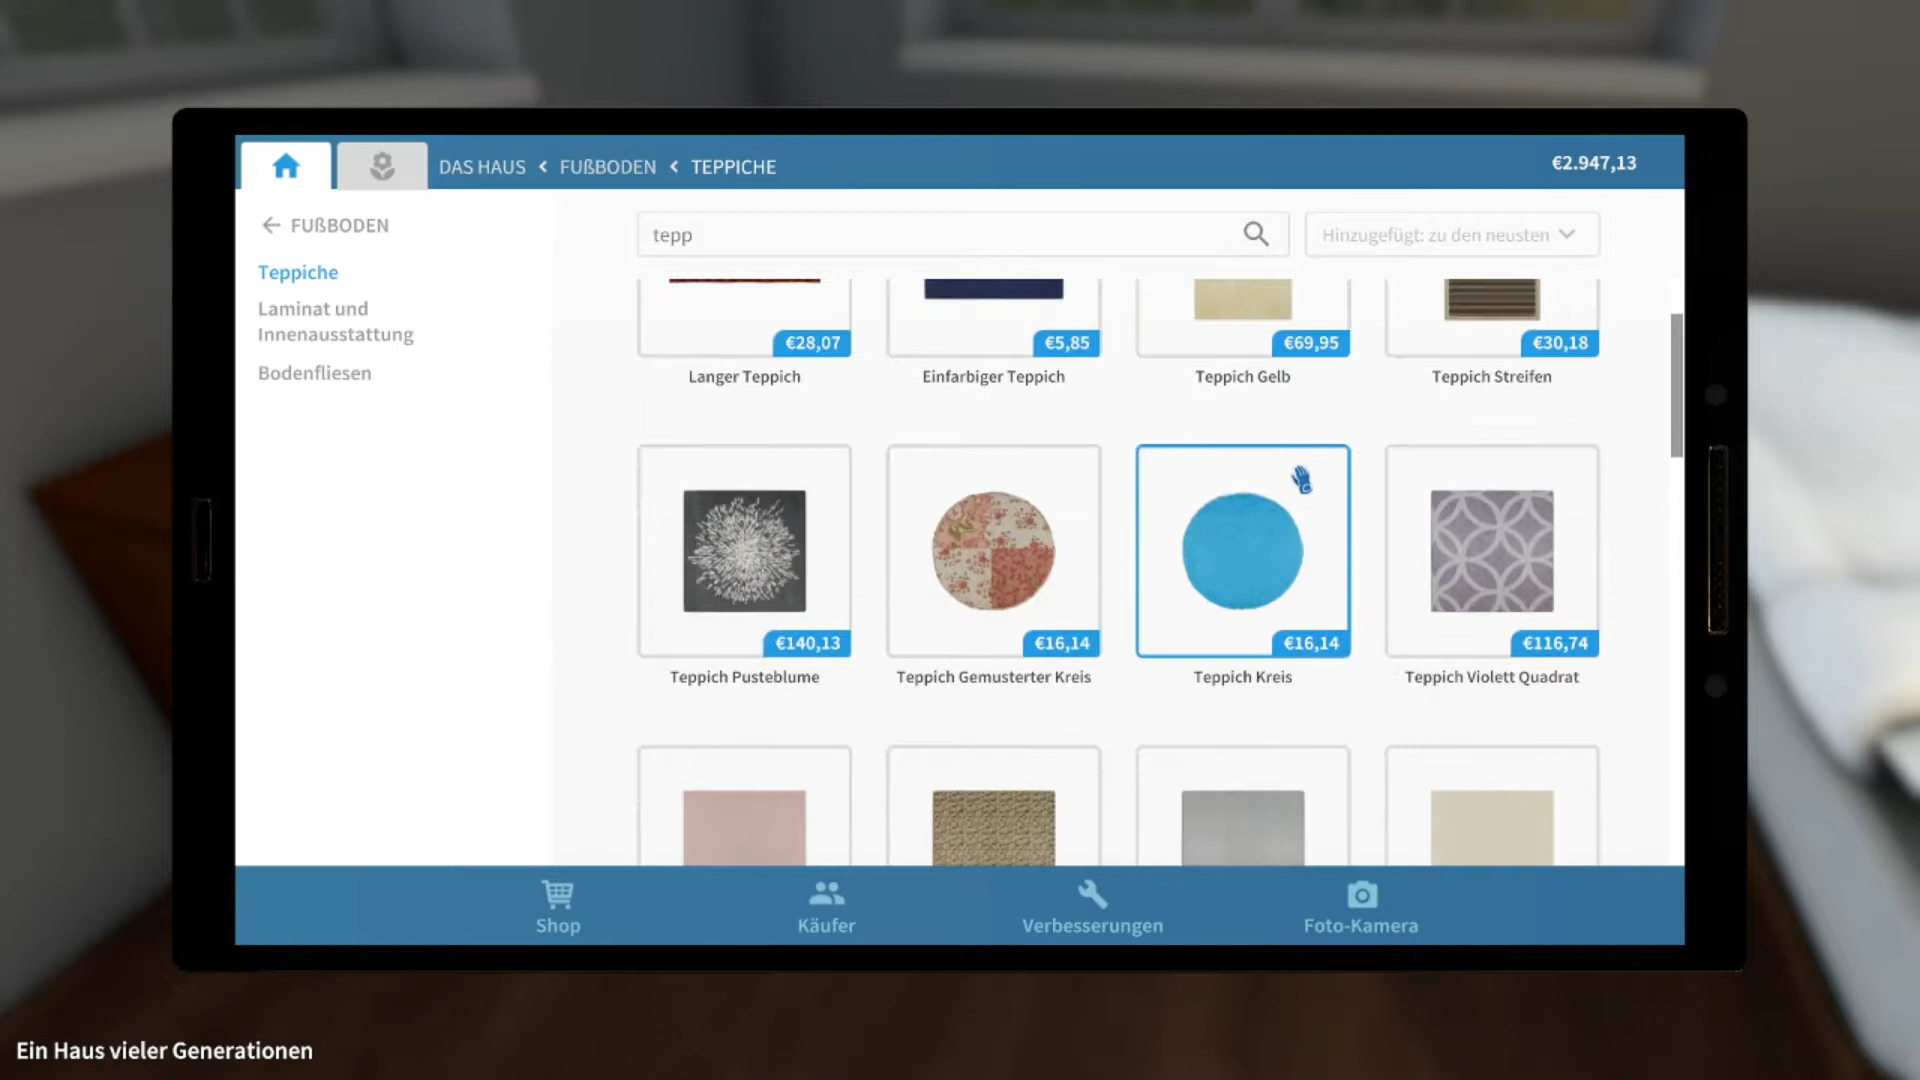 DAS HAUS < FUẞBODEN < TEPPICHE
€2.947,13
FUẞBODEN
Teppiche
Laminat und
Innenausstattung
Bodenfliesen
tepp
Hinzugefügt: zu den neusten
€28,07
€5,85
€69,95
€30,18
Langer Teppich
Einfarbiger Teppich
Teppich Gelb
Teppich Streifen
€140,13
€16,14
€16,14
€116,74
Teppich Pusteblume
Teppich Gemusterter Kreis
Teppich Kreis
Teppich Violett Quadrat
Shop
Käufer
Verbesserungen
Foto-Kamera
Ein Haus vieler Generationen